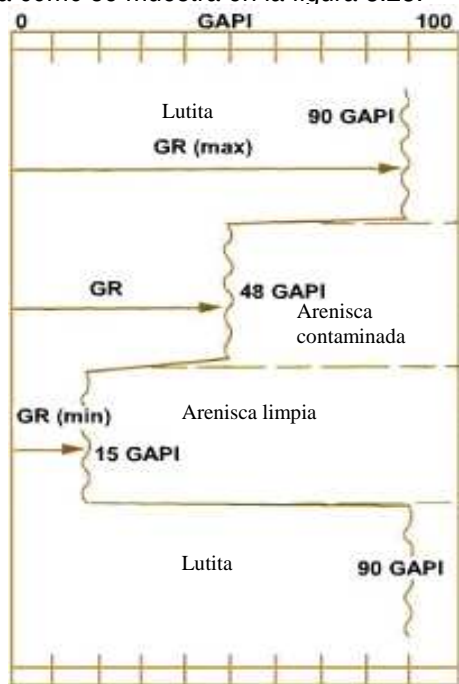 0 GAPI 100
Lutita
90 GAPI
GR (max)
GR
48 GAPI
Arenisca
contaminada
GR (min)
Arenisca limpia
15 GAPI
Lutita
90 GAPI